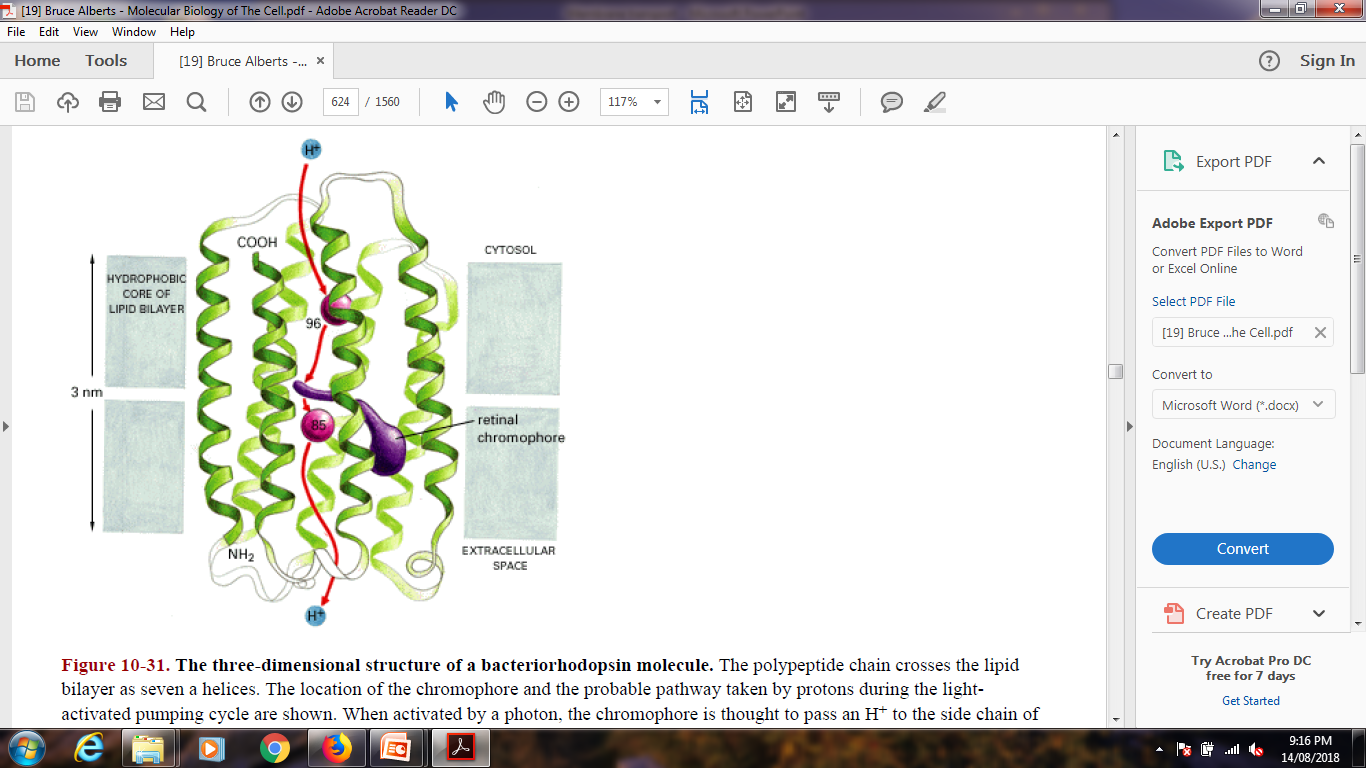 [19] Bruce Alberts - Molecular Biology of The Cell.pdf - Adobe Acrobat Reader DC
File Edit View Window Help
Home Tools [19] Bruce Alberts -... × ? Sign In
624 / 1560 117%
H+
COOH
CYTOSOL
HYDROPHOBIC
CORE OF
LIPID BILAYER
96
3 nm
85
retinal
chromophore
NH2
EXTRACELLULAR
SPACE
H+
Figure 10-31. The three-dimensional structure of a bacteriorhodopsin molecule. The polypeptide chain crosses the lipid
bilayer as seven a helices. The location of the chromophore and the probable pathway taken by protons during the light-
activated pumping cycle are shown. When activated by a photon, the chromophore is thought to pass an H+ to the side chain of
Export PDF
Adobe Export PDF
Convert PDF Files to Word
or Excel Online
Select PDF File
[19] Bruce ...he Cell.pdf
Convert to
Microsoft Word (*.docx)
Document Language:
English (U.S.) Change
Convert
Create PDF
Try Acrobat Pro DC
free for 7 days
Get Started
9:16 PM
14/08/2018